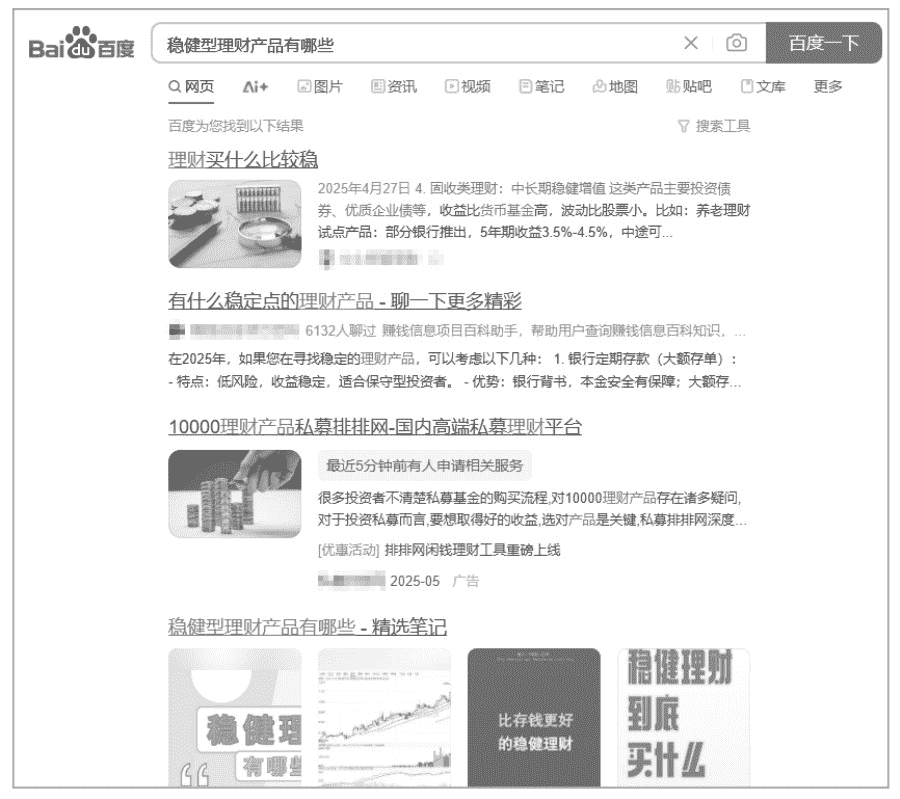 Bai du 百度
稳健型理财产品有哪些
百度一下
网页 Ai+ 图片 资讯 视频 笔记 地图 贴吧 文库 更多
百度为您找到以下结果 搜索工具
理财买什么比较稳
2025年4月27日 4. 固收类理财：中长期稳健增值 这类产品主要投资债
券、优质企业债等，收益比货币基金高，波动比股票小。比如：养老理财
试点产品：部分银行推出，5年期收益3.5%-4.5%，中途可...
有什么稳定点的理财产品 - 聊一下更多精彩
6132人聊过 赚钱信息项目百科助手，帮助用户查询赚钱信息百科知识，...
在2025年，如果您在寻找稳定的理财产品，可以考虑以下几种： 1. 银行定期存款（大额存单）：
- 特点：低风险，收益稳定，适合保守型投资者。 - 优势：银行背书，本金安全有保障；大额存...
10000理财产品私募排排网-国内高端私募理财平台
最近5分钟前有人申请相关服务
很多投资者不清楚私募基金的购买流程,对10000理财产品存在诸多疑问,
对于投资私募而言,要想取得好的收益,选对产品是关键,私募排排网深度...
[优惠活动] 排排网闲钱理财工具重磅上线
2025-05 广告
稳健型理财产品有哪些 - 精选笔记
稳健理
有哪些
比存钱更好
的稳健理财
稳健理财
到底
买什么